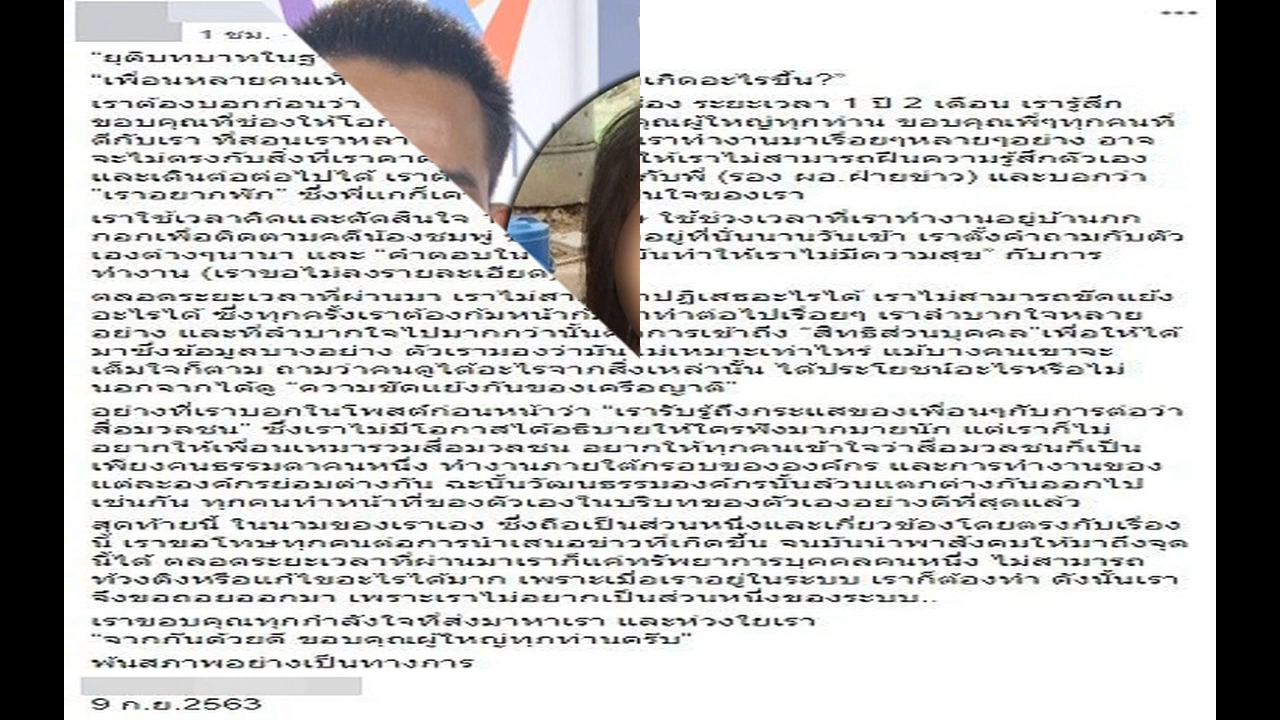 1 ชม. ·
“ยุติบทบาทในฐ
“เพื่อนหลายคนเห็ เกิดอะไรขึ้น?”
เราต้องบอกก่อนว่า ช่อง ระยะเวลา 1 ปี 2 เดือน เรารู้สึก
ขอบคุณที่ช่องให้โอก คุณผู้ใหญ่ทุกท่าน ขอบคุณพี่ๆทุกคนที่
ดีกับเรา ที่สอนเราหลา เราทำงานมาเรื่อยๆหลายๆอย่าง อาจ
จะไม่ตรงกับสิ่งที่เราคาด ให้เราไม่สามารถฝืนความรู้สึกตัวเอง
และเดินต่อต่อไปได้ เราตั กับพี่ (รอง ผอ.ฝ่ายข่าว) และบอกว่า
“เราอยากพัก” ซึ่งพี่แกก็เคา นใจของเรา
เราใช้เวลาคิดและตัดสินใจ ใช้ช่วงเวลาที่เราทำงานอยู่บ้านกก
กอกเพื่อติดตามคดีน้องชมพู่ อยู่ที่นั่นนานวันเข้า เราตั้งคำถามกับตัว
เองต่างๆนานา และ “คำตอบใน มันทำให้เราไม่มีความสุข” กับการ
ทำงาน (เราขอไม่ลงรายละเอียด)
ตลอดระยะเวลาที่ผ่านมา เราไม่สา ปฏิเสธอะไรได้ เราไม่สามารถขัดแย้ง
อะไรได้ ซึ่งทุกครั้งเราต้องก้มหน้าก้ ทำต่อไปเรื่อยๆ เราลำบากใจหลาย
อย่าง และที่ลำบากใจไปมากกว่านั้น การเข้าถึง “สิทธิส่วนบุคคล”เพื่อให้ได้
มาซึ่งข้อมูลบางอย่าง ตัวเรามองว่ามันไม่เหมาะเท่าไหร่ แม้บางคนเขาจะ
เต็มใจก็ตาม ถามว่าคนดูได้อะไรจากสิ่งเหล่านั้น ได้ประโยชน์อะไรหรือไม่
นอกจากได้ดู “ความขัดแย้งกันของเครือญาติ”
อย่างที่เราบอกในโพสต์ก่อนหน้าว่า “เรารับรู้ถึงกระแสของเพื่อนๆกับการต่อว่า
สื่อมวลชน” ซึ่งเราไม่มีโอกาสได้อธิบายให้ใครฟังมากมายนัก แต่เราก็ไม่
อยากให้เพื่อนเหมารวมสื่อมวลชน อยากให้ทุกคนเข้าใจว่าสื่อมวลชนก็เป็น
เพียงคนธรรมดาคนหนึ่ง ทำงานภายใต้กรอบขององค์กร และการทำงานของ
แต่ละองค์กรย่อมต่างกัน ฉะนั้นวัฒนธรรมองค์กรนั้นล้วนแตกต่างกันออกไป
เช่นกัน ทุกคนทำหน้าที่ของตัวเองในบริบทของตัวเองอย่างดีที่สุดแล้ว
สุดท้ายนี้ ในนามของเราเอง ซึ่งถือเป็นส่วนหนึ่งและเกี่ยวข้องโดยตรงกับเรื่อง
นี้ เราขอโทษทุกคนต่อการนำเสนอข่าวที่เกิดขึ้น จนมันนำพาสังคมให้มาถึงจุด
นี้ได้ ตลอดระยะเวลาที่ผ่านมาเราก็แค่ทรัพยาการบุคคลคนหนึ่ง ไม่สามารถ
ท้วงติงหรือแก้ไขอะไรได้มาก เพราะเมื่อเราอยู่ในระบบ เราก็ต้องทำ ดังนั้นเรา
จึงขอถอยออกมา เพราะเราไม่อยากเป็นส่วนหนึ่งของระบบ..
เราขอบคุณทุกกำลังใจที่ส่งมาหาเรา และห่วงใยเรา
“จากกันด้วยดี ขอบคุณผู้ใหญ่ทุกท่านครับ”
พ้นสภาพอย่างเป็นทางการ
9 ก.ย.2563